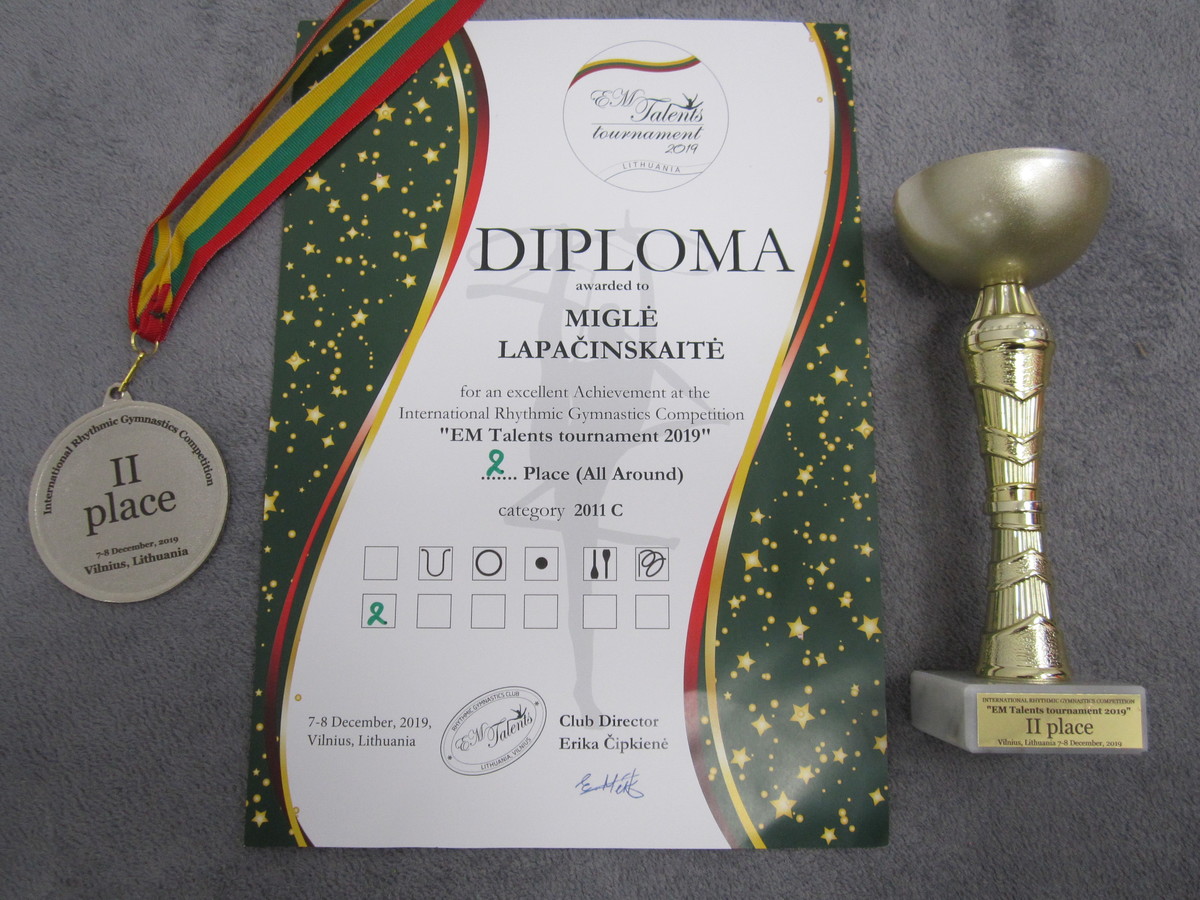 EM Talents
tournament
2019
LITHUANIA
DIPLOMA
awarded to
MIGLĖ
LAPAČINSKAITĖ
for an excellent Achievement at the
International Rhythmic Gymnastics Competition
"EM Talents tournament 2019"
2
....... Place (All Around)
category 2011 C
2
7-8 December, 2019,
Vilnius, Lithuania
RHYTHMIC GYMNASTICS CLUB
EM Talents
LITHUANIA, VILNIUS
Club Director
Erika Čipkienė
International Rhythmic Gymnastics Competition
II
place
7-8 December, 2019
Vilnius, Lithuania
INTERNATIONAL RHYTHMIC GYMNASTICS COMPETITION
"EM Talents tournament 2019"
II place
Vilnius, Lithuania 7-8 December, 2019